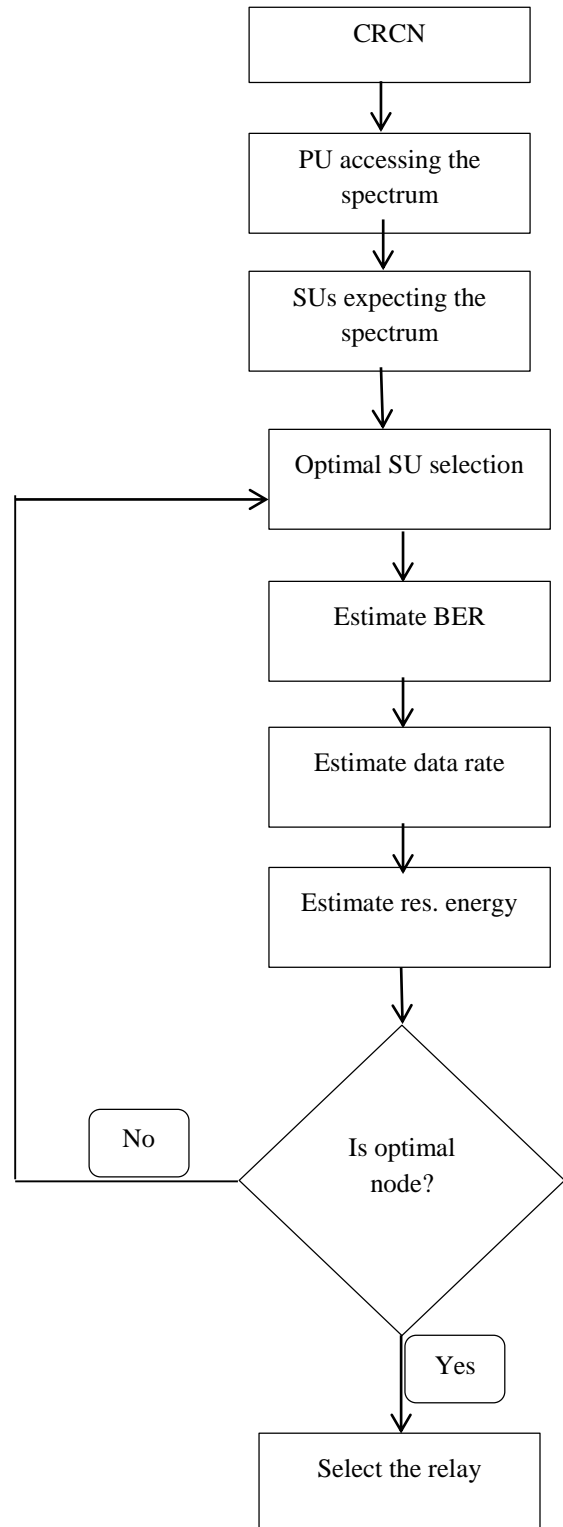 CRCN
PU accessing the
spectrum
SUs expecting the
spectrum
Optimal SU selection
Estimate BER
Estimate data rate
Estimate res. energy
Is optimal
node?
No
Yes
Select the relay